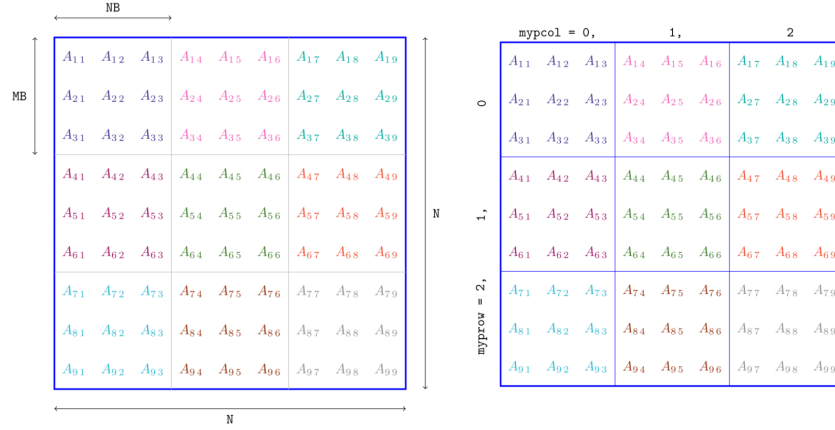 NB
mypcol = 0, 1, 2
A11 A12 A13 A14 A15 A16 A17 A18 A19
MB
A21 A22 A23 A24 A25 A26 A27 A28 A29
A31 A32 A33 A34 A35 A36 A37 A38 A39
A41 A42 A43 A44 A45 A46 A47 A48 A49
A51 A52 A53 A54 A55 A56 A57 A58 A59
N
A61 A62 A63 A64 A65 A66 A67 A68 A69
A71 A72 A73 A74 A75 A76 A77 A78 A79
A81 A82 A83 A84 A85 A86 A87 A88 A89
A91 A92 A93 A94 A95 A96 A97 A98 A99
N
myprow = 2, 1, 0
A11 A12 A13 A14 A15 A16 A17 A18 A19
A21 A22 A23 A24 A25 A26 A27 A28 A29
A31 A32 A33 A34 A35 A36 A37 A38 A39
A41 A42 A43 A44 A45 A46 A47 A48 A49
A51 A52 A53 A54 A55 A56 A57 A58 A59
A61 A62 A63 A64 A65 A66 A67 A68 A69
A71 A72 A73 A74 A75 A76 A77 A78 A79
A81 A82 A83 A84 A85 A86 A87 A88 A89
A91 A92 A93 A94 A95 A96 A97 A98 A99